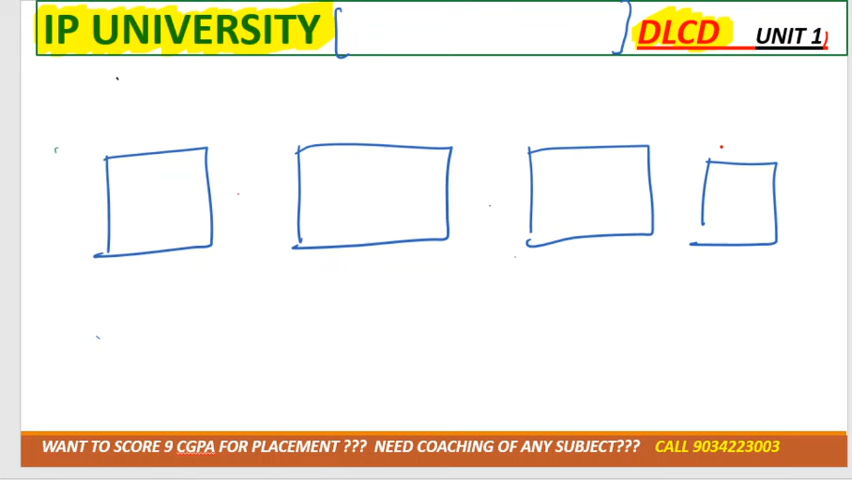 IP UNIVERSITY DLCD UNIT 1)
WANT TO SCORE 9 CGPA FOR PLACEMENT ??? NEED COACHING OF ANY SUBJECT??? CALL 9034223003